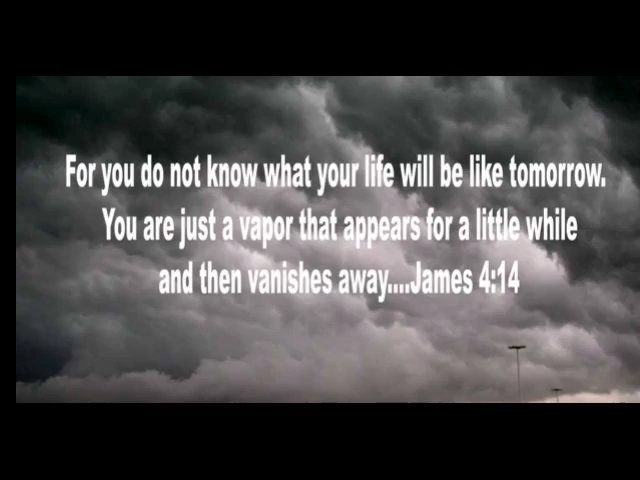 For you do not know what your life will be like tomorrow.
You are just a vapor that appears for a little while
and then vanishes away....James 4:14